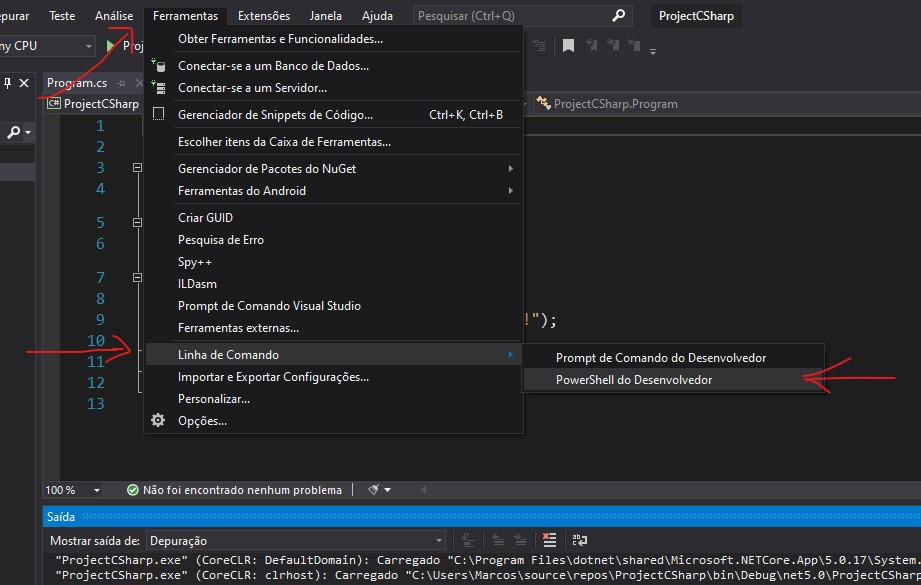 purar Teste Análise Ferramentas Extensões Janela Ajuda Pesquisar (Ctrl+Q) ProjectCSharp
ny CPU Proj
Obter Ferramentas e Funcionalidades...
Conectar-se a um Banco de Dados...
Program.cs
Conectar-se a um Servidor...
C# ProjectCSharp
ProjectCSharp.Program
Gerenciador de Snippets de Código... Ctrl+K, Ctrl+B
Escolher itens da Caixa de Ferramentas...
Gerenciador de Pacotes do NuGet
Ferramentas do Android
Criar GUID
Pesquisa de Erro
Spy++
ILDasm
Prompt de Comando Visual Studio
Ferramentas externas...
Linha de Comando
Importar e Exportar Configurações...
Personalizar...
Opções...
Prompt de Comando do Desenvolvedor
PowerShell do Desenvolvedor
1
2
3
4
5
6
7
8
9 !");
10
11
12
13
100 % Não foi encontrado nenhum problema
Saída
Mostrar saída de: Depuração
"ProjectCSharp.exe" (CoreCLR: DefaultDomain): Carregado "C:\Program Files\dotnet\shared\Microsoft.NETCore.App\5.0.17\System
"ProjectCSharp.exe" (CoreCLR: clrhost): Carregado "C:\Users\Marcos\source\repos\ProjectCSharp\bin\Debug\net5.0\ProjectCShar